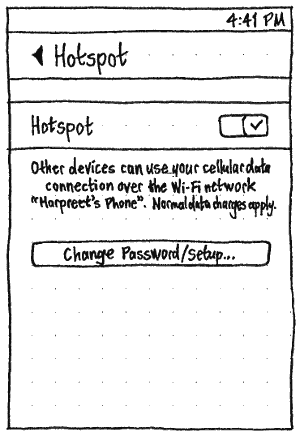 4:41 PM
Hotspot
Hotspot
Other devices can use your cellular data
connection over the Wi-Fi network
"Harpreet's Phone". Normal data charges apply.
Change Password/Setup...